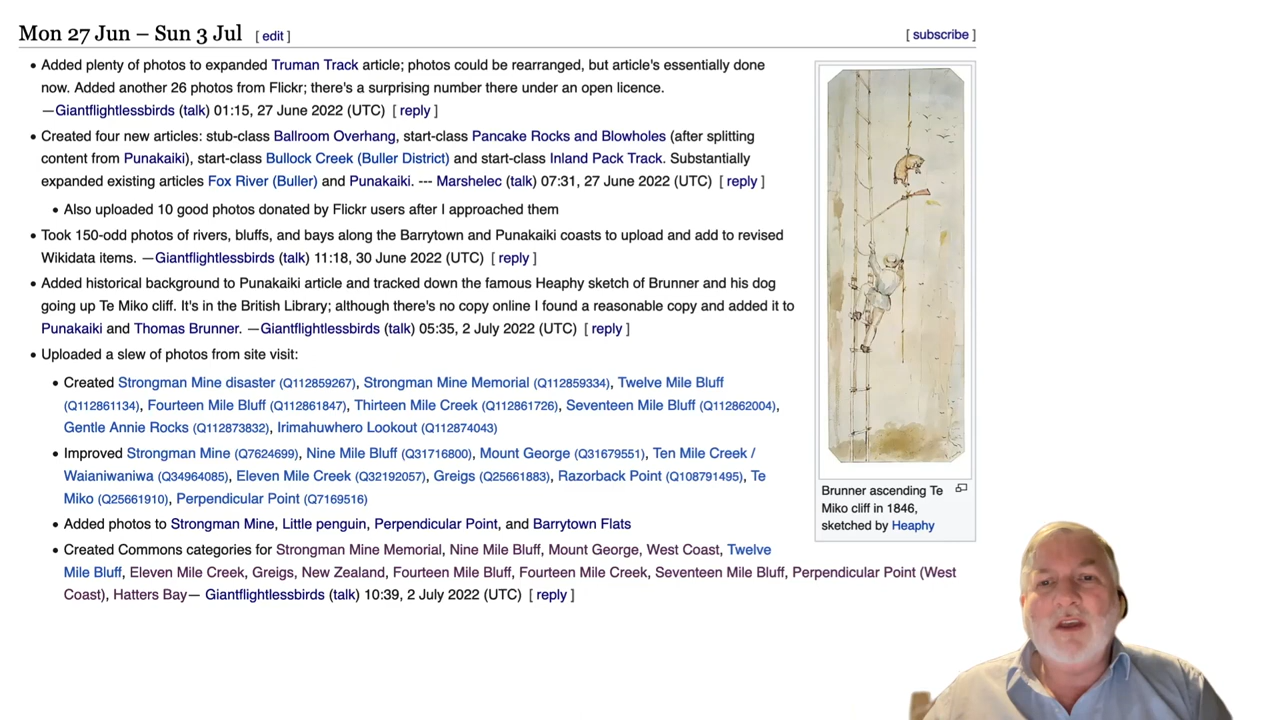 Mon 27 Jun – Sun 3 Jul [ edit ] [ subscribe ]
• Added plenty of photos to expanded Truman Track article; photos could be rearranged, but article's essentially done
now. Added another 26 photos from Flickr; there's a surprising number there under an open licence.
—Giantflightlessbirds (talk) 01:15, 27 June 2022 (UTC) [ reply ]
• Created four new articles: stub-class Ballroom Overhang, start-class Pancake Rocks and Blowholes (after splitting
content from Punakaiki), start-class Bullock Creek (Buller District) and start-class Inland Pack Track. Substantially
expanded existing articles Fox River (Buller) and Punakaiki. --- Marshelec (talk) 07:31, 27 June 2022 (UTC) [ reply ]
• Also uploaded 10 good photos donated by Flickr users after I approached them
• Took 150-odd photos of rivers, bluffs, and bays along the Barrytown and Punakaiki coasts to upload and add to revised
Wikidata items. —Giantflightlessbirds (talk) 11:18, 30 June 2022 (UTC) [ reply ]
• Added historical background to Punakaiki article and tracked down the famous Heaphy sketch of Brunner and his dog
going up Te Miko cliff. It's in the British Library; although there's no copy online I found a reasonable copy and added it to
Punakaiki and Thomas Brunner. —Giantflightlessbirds (talk) 05:35, 2 July 2022 (UTC) [ reply ]
• Uploaded a slew of photos from site visit:
• Created Strongman Mine disaster (Q112859267), Strongman Mine Memorial (Q112859334), Twelve Mile Bluff
(Q112861134), Fourteen Mile Bluff (Q112861847), Thirteen Mile Creek (Q112861726), Seventeen Mile Bluff (Q112862004),
Gentle Annie Rocks (Q112873832), Irimahuwhero Lookout (Q112874043)
• Improved Strongman Mine (Q7624699), Nine Mile Bluff (Q31716800), Mount George (Q31679551), Ten Mile Creek /
Waianiwaniwa (Q34964085), Eleven Mile Creek (Q32192057), Greigs (Q25661883), Razorback Point (Q108791495), Te
Miko (Q25661910), Perpendicular Point (Q7169516)
• Added photos to Strongman Mine, Little penguin, Perpendicular Point, and Barrytown Flats
• Created Commons categories for Strongman Mine Memorial, Nine Mile Bluff, Mount George, West Coast, Twelve
Mile Bluff, Eleven Mile Creek, Greigs, New Zealand, Fourteen Mile Bluff, Fourteen Mile Creek, Seventeen Mile Bluff, Perpendicular Point (West
Coast), Hatters Bay— Giantflightlessbirds (talk) 10:39, 2 July 2022 (UTC) [ reply ]
Brunner ascending Te
Miko cliff in 1846,
sketched by Heaphy